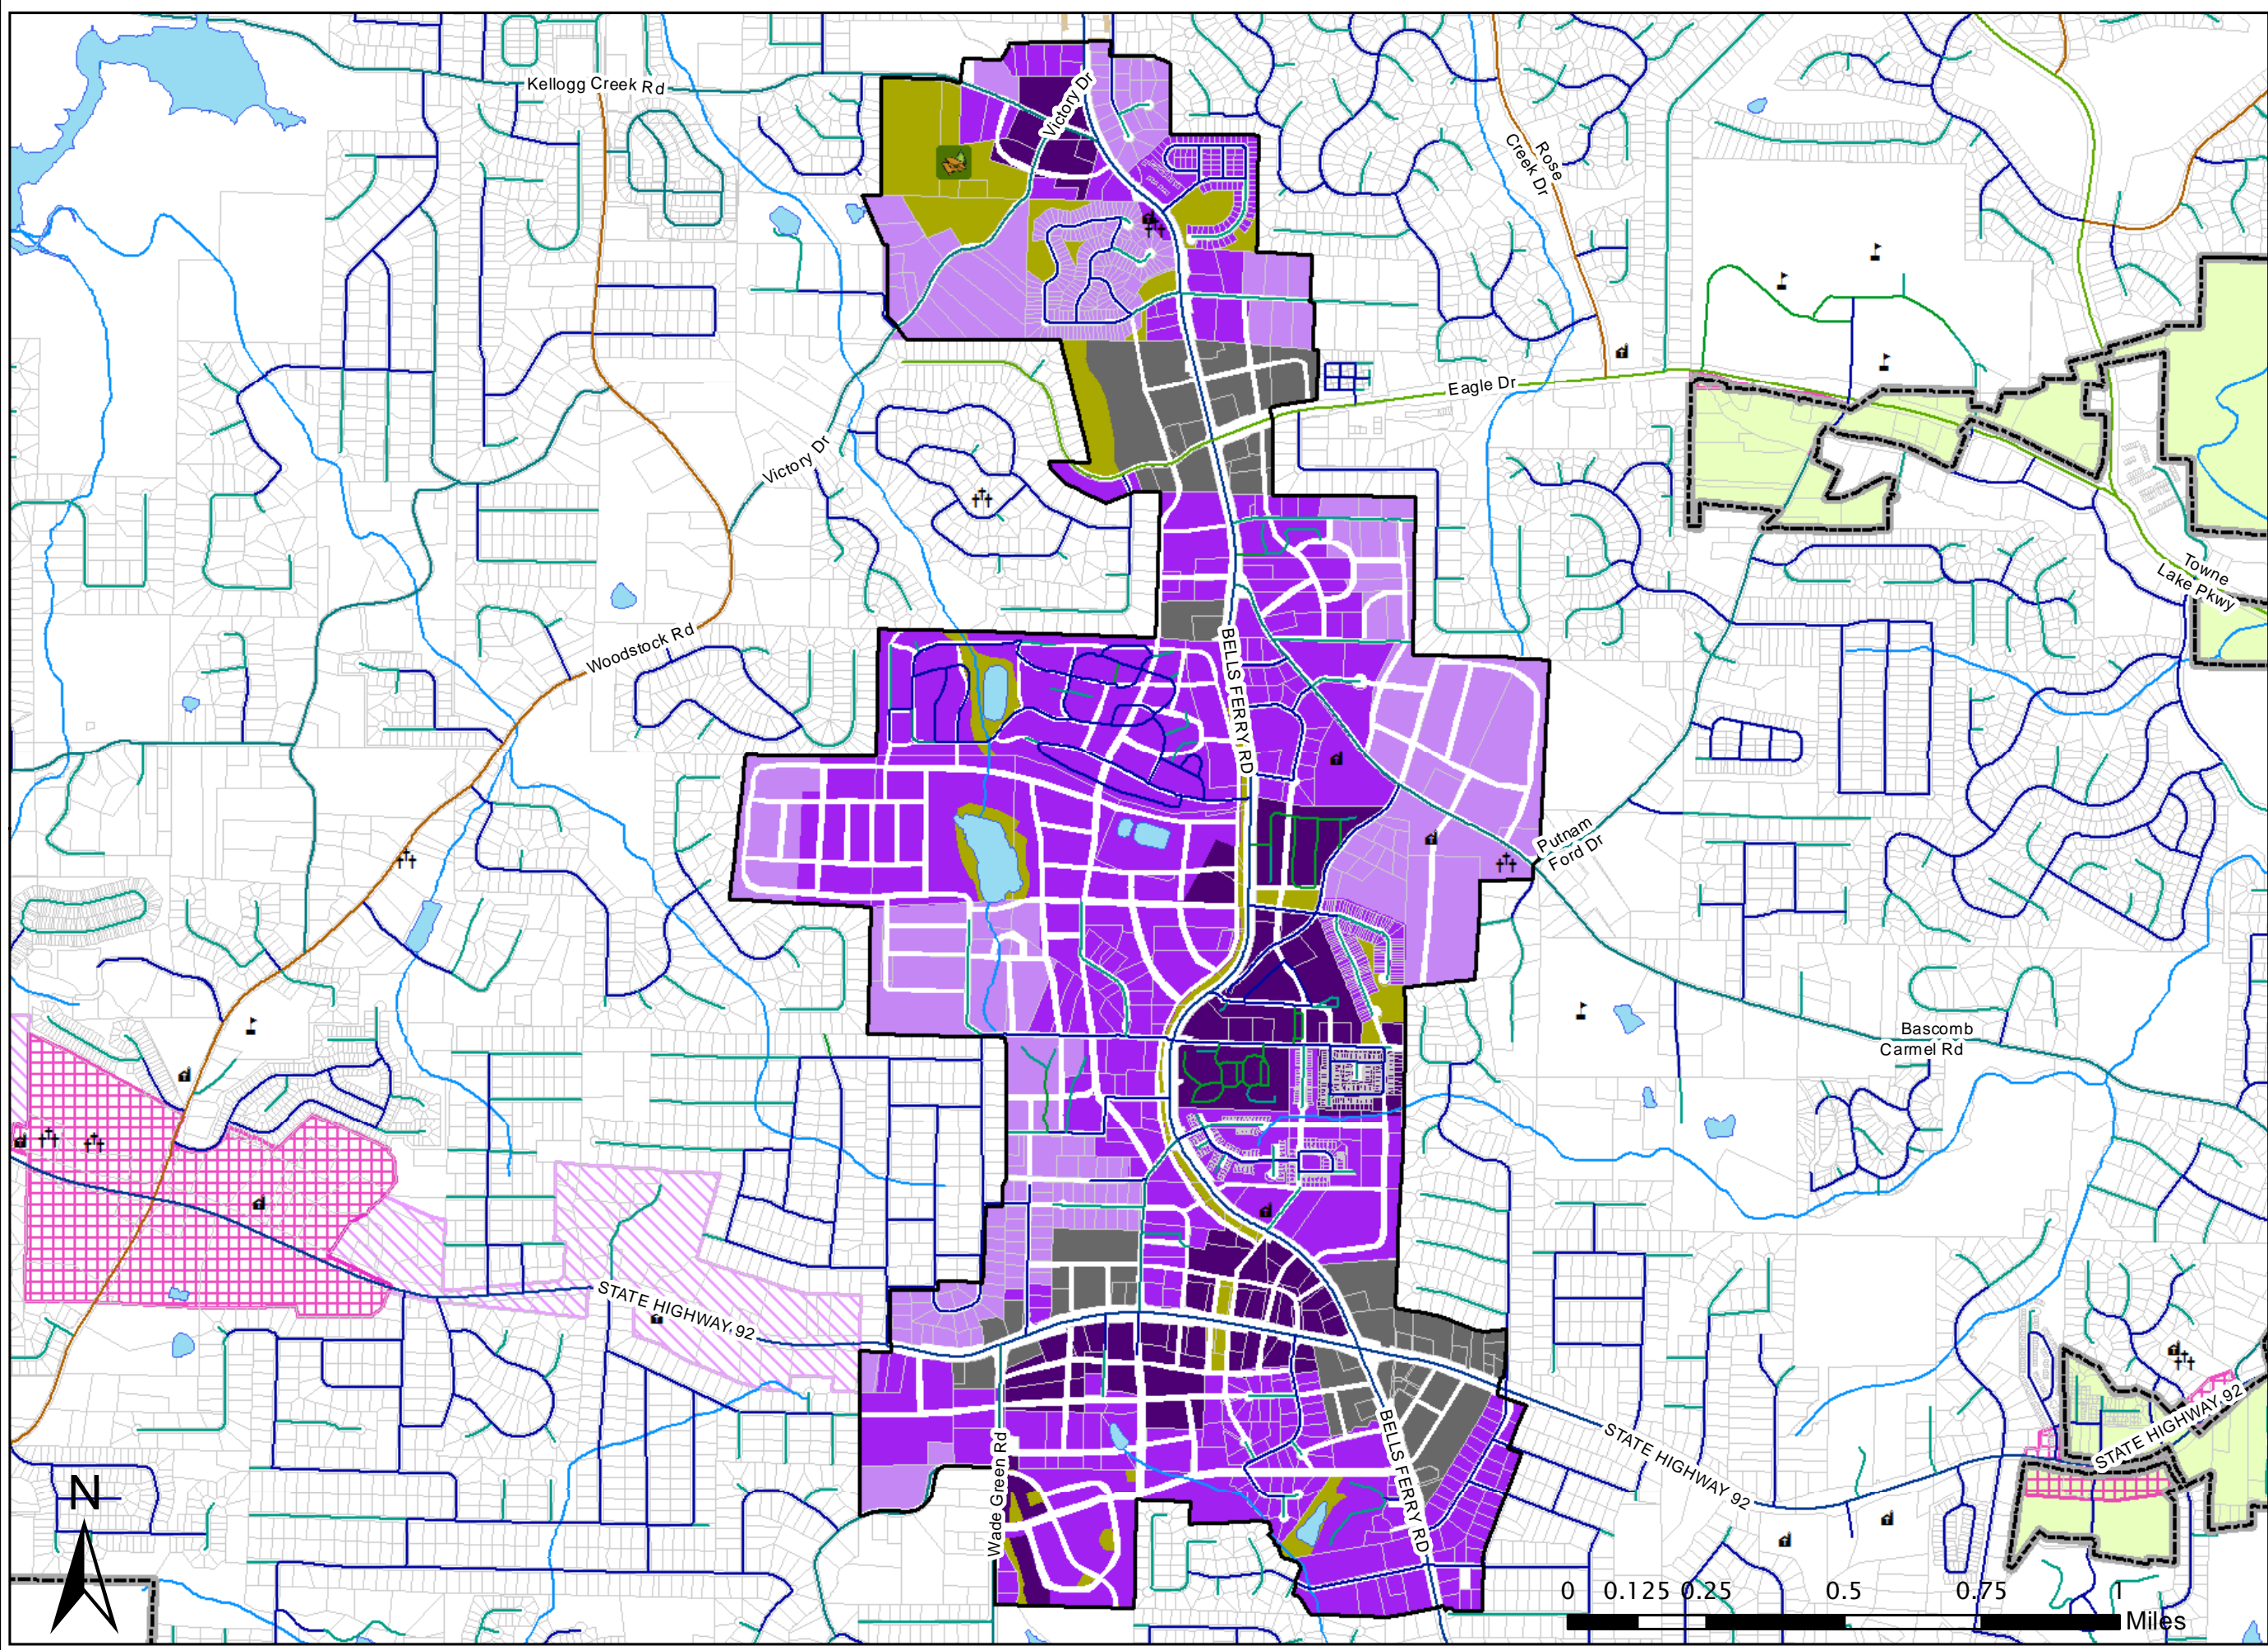 Kellogg Creek Rd
Victory Dr
Rose
Creek Dr
Eagle Dr
Victory Dr
Towne
Lake Pkwy
Woodstock Rd
BELLS FERRY RD
Putnam
Ford Dr
Bascomb
Carmel Rd
STATE HIGHWAY 92
STATE HIGHWAY 92
STATE HIGHWAY 92
BELLS FERRY RD
Wade Green Rd
N
0 0.125 0.25 0.5 0.75 1
Miles